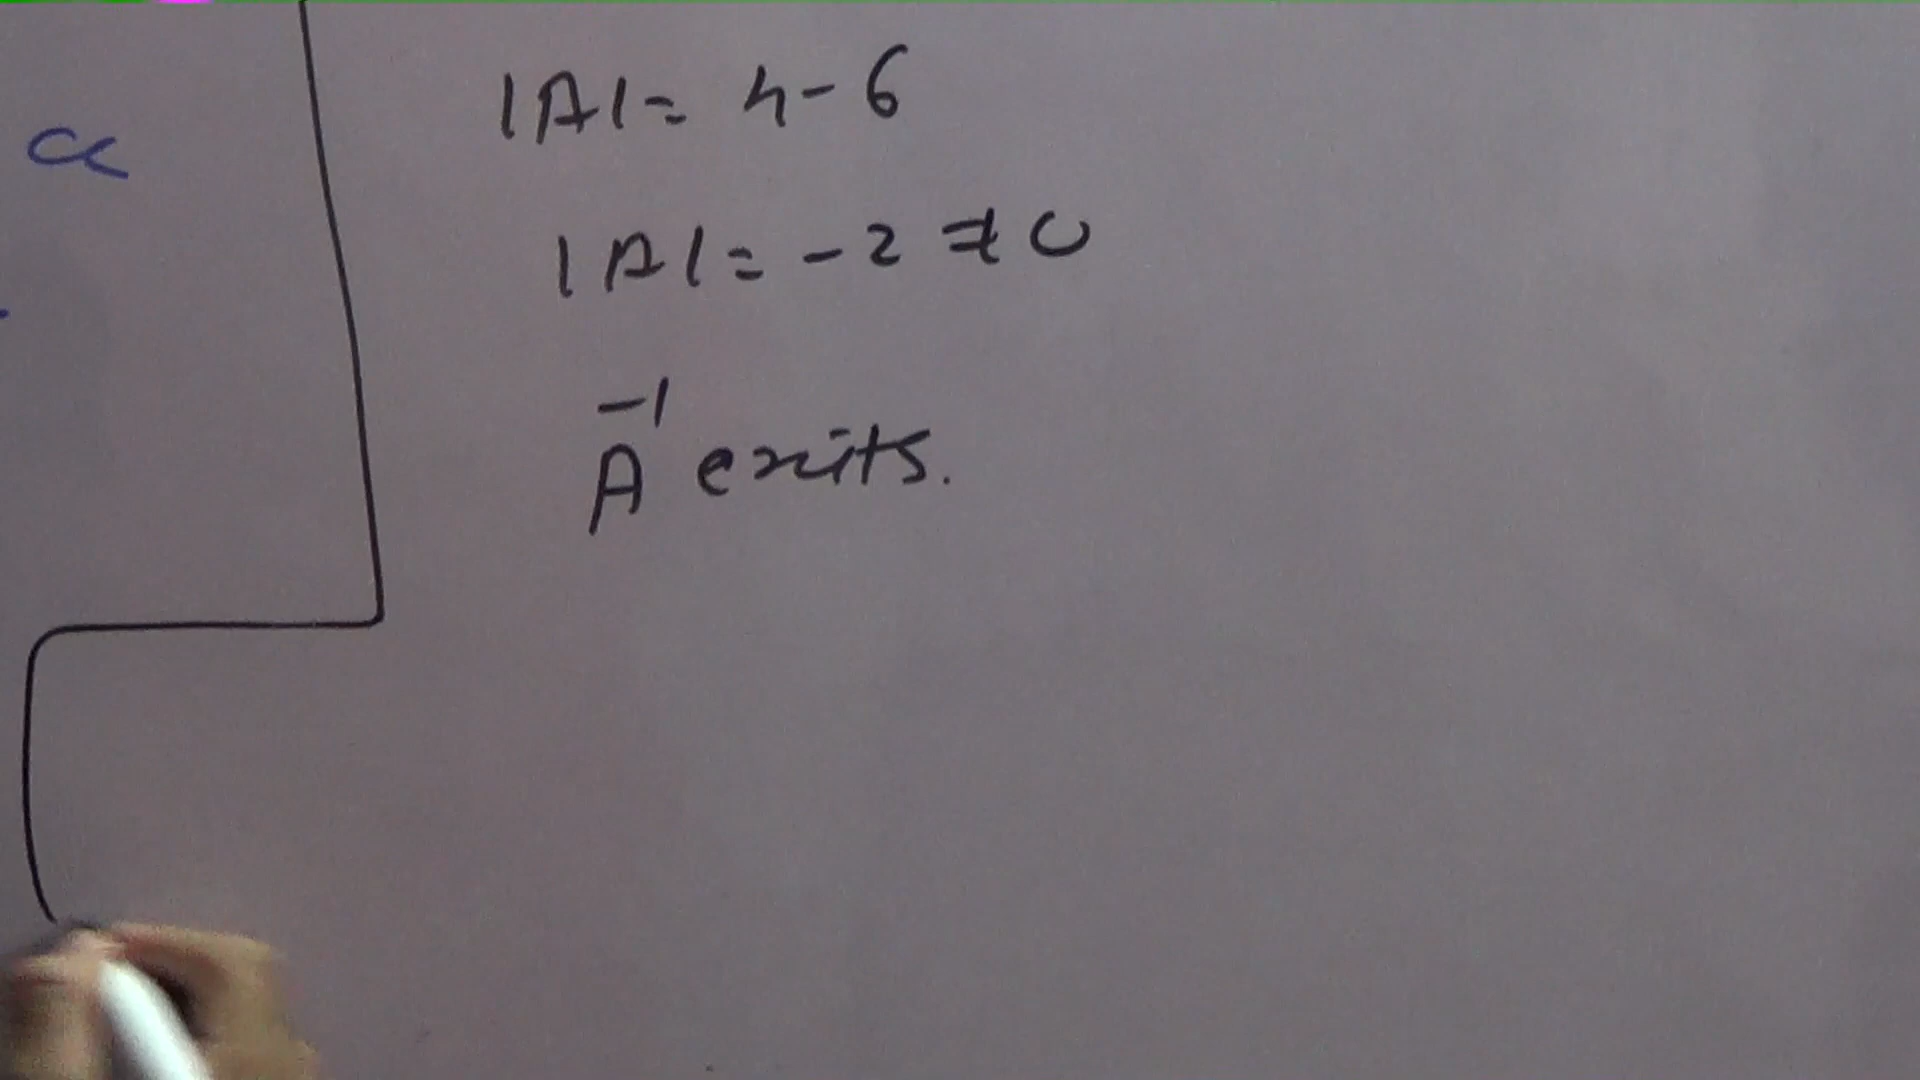 |A| = 4 - 6
|A| = -2 ≠ 0
A⁻¹ exits.